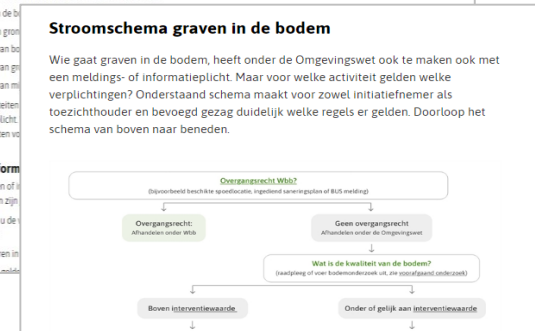 Stroomschema graven in de bodem
Wie gaat graven in de bodem, heeft onder de Omgevingswet ook te maken ook met
een meldings- of informatieplicht. Maar voor welke activiteit gelden welke
verplichtingen? Onderstaand schema maakt voor zowel initiatiefnemer als
toezichthouder en bevoegd gezag duidelijk welke regels er gelden. Doorloop het
schema van boven naar beneden.
Overgangsrecht Wbb?
(bijvoorbeeld beschikte spoedlocatie, ingediend saneringsplan of BUS melding)
Overgangsrecht:
Afhandelen onder Wbb
Geen overgangsrecht
Afhandelen onder de Omgevingswet
Wat is de kwaliteit van de bodem?
(raadpleeg of voer bodemonderzoek uit, zie voorafgaand onderzoek)
Boven interventiewaarde
Onder of gelijk aan interventiewaarde